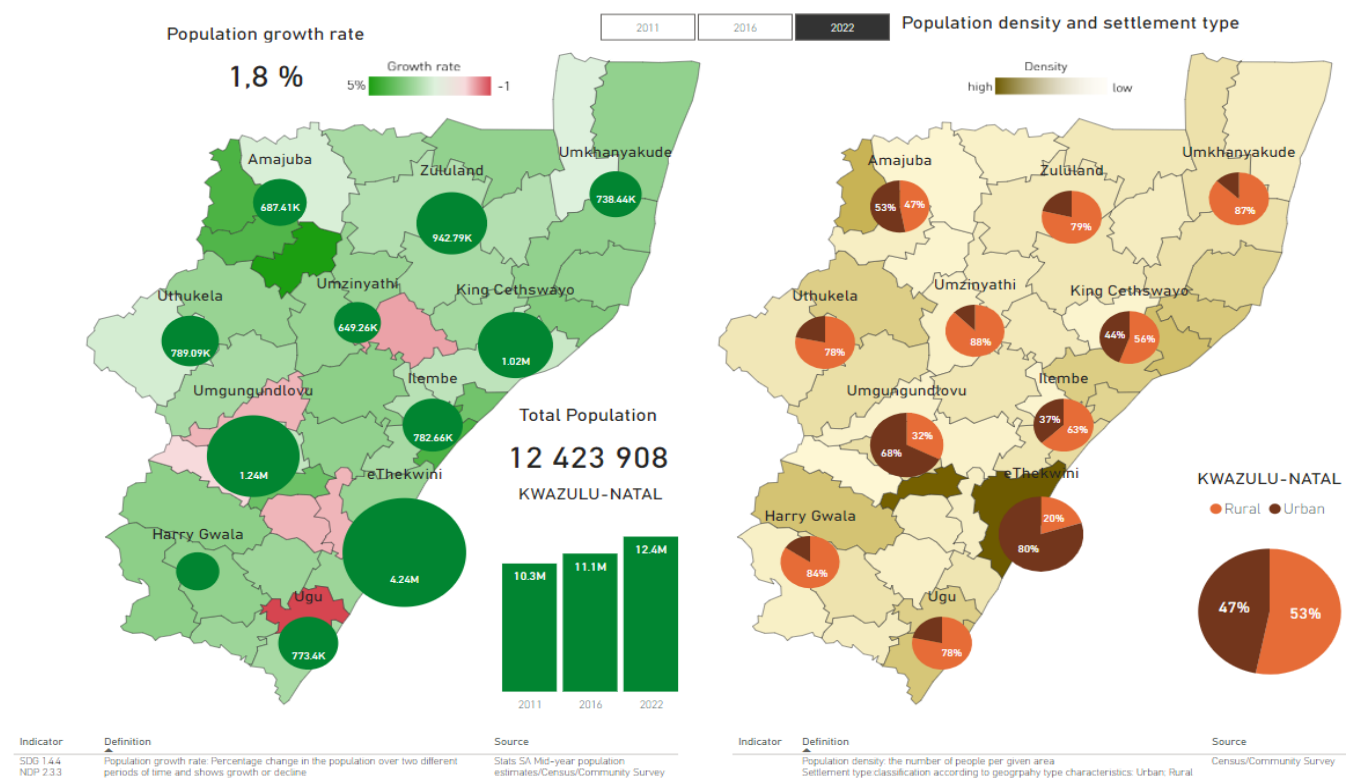 Population growth rate
1,8 %
Growth rate
5%
-1
Amajuba
687.41K
Zululand
942.79K
Umkhanyakude
738.44K
Uthukela
789.09K
Umzinyathi
649.26K
King Cethswayo
1.02M
Umgungundlovu
1.24M
Ilembe
782.66K
eThekwini
4.24M
Harry Gwala
Ugu
773.4K
Total Population
12 423 908
KWAZULU-NATAL
10.3M
11.1M
12.4M
2011
2016
2022
Indicator Definition Source
SDG 1.4.4 Population growth rate: Percentage change in the population over two different Stats SA Mid-year population
NDP 2.3.3 periods of time and shows growth or decline estimates/Census/Community Survey
2011
2016
2022
Population density and settlement type
Density
high
low
Amajuba
53%
47%
Zululand
79%
Umkhanyakude
87%
Uthukela
78%
Umzinyathi
88%
King Cethswayo
44%
56%
Umgungundlovu
32%
68%
Ilembe
37%
63%
eThekwini
20%
80%
Harry Gwala
84%
Ugu
78%
KWAZULU-NATAL
Rural Urban
47%
53%
Indicator Definition Source
Population density: the number of people per given area Census/Community Survey
Settlement type:classification according to geogrpahy type characteristics: Urban: Rural